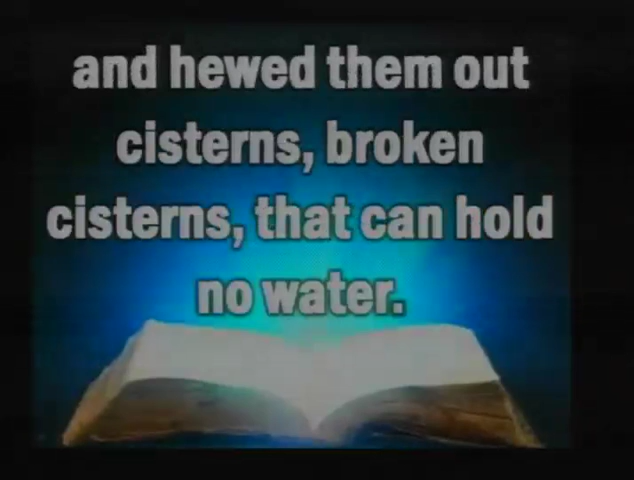 and hewed them out
cisterns, broken
cisterns, that can hold
no water.